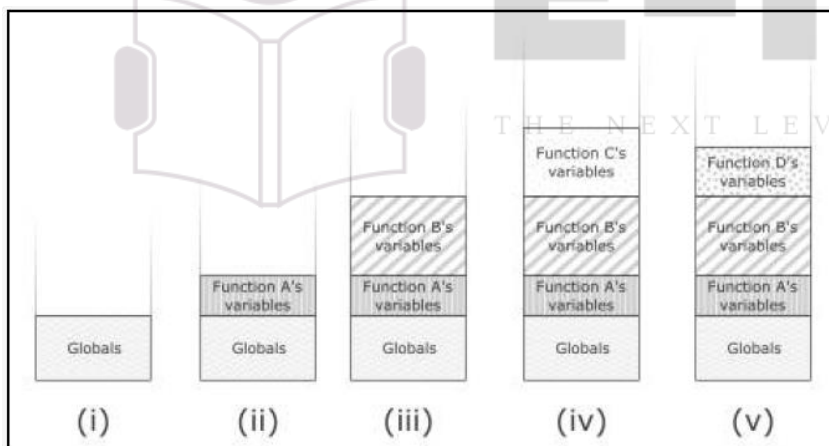 THE NEXT LEV
Function C's
variables
Function D's
variables
Function B's
variables
Function B's
variables
Function B's
variables
Function A's
variables
Function A's
variables
Function A's
variables
Function A's
variables
Globals
Globals
Globals
Globals
Globals
(i)
(ii)
(iii)
(iv)
(v)